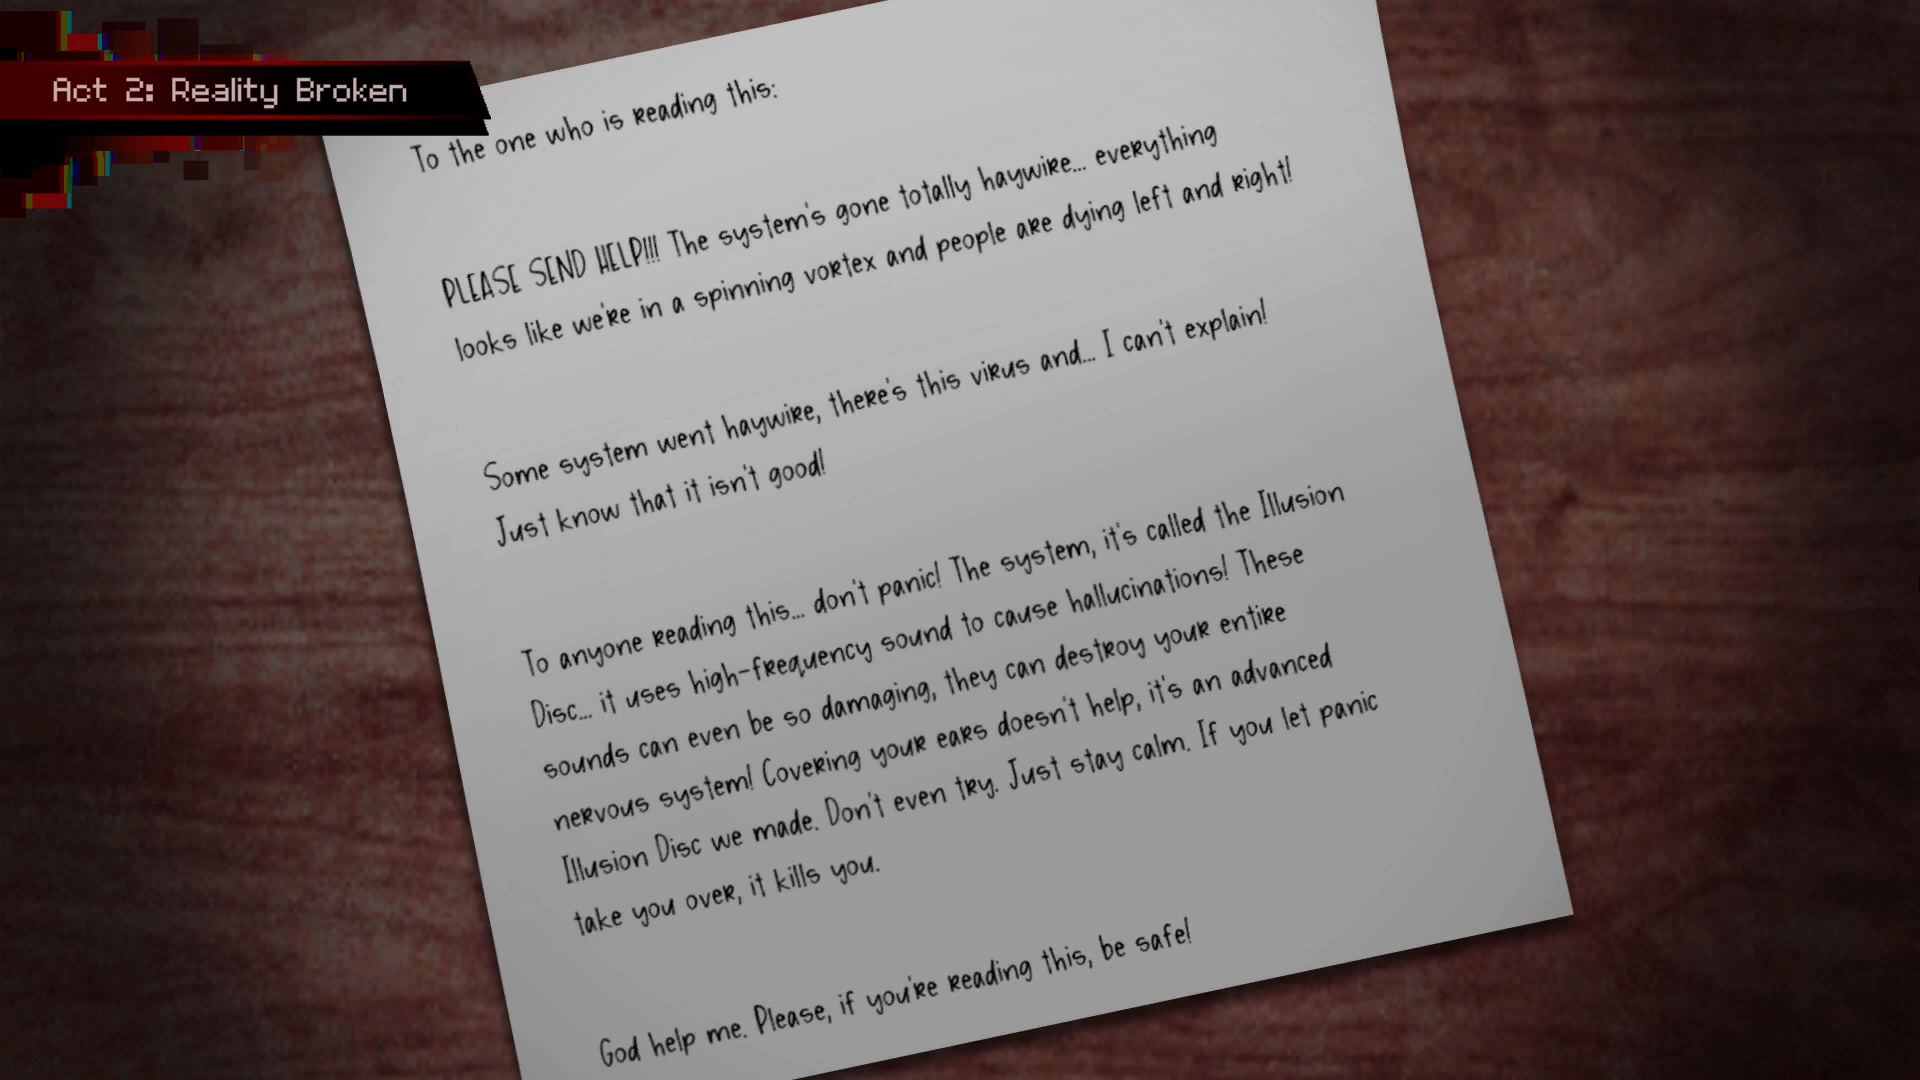 Act 2: Reality Broken
To the one who is reading this:
PLEASE SEND HELP!!! The system's gone totally haywire... everything
looks like we're in a spinning vortex and people are dying left and right!
Some system went haywire, there's this virus and... I can't explain!
Just know that it isn't good!
To anyone reading this... don't panic! The system, it's called the Illusion
Disc... it uses high-frequency sound to cause hallucinations! These
sounds can even be so damaging, they can destroy your entire
nervous system! Covering your ears doesn't help, it's an advanced
Illusion Disc we made. Don't even try. Just stay calm. If you let panic
take you over, it kills you.
God help me. Please, if you're reading this, be safe!